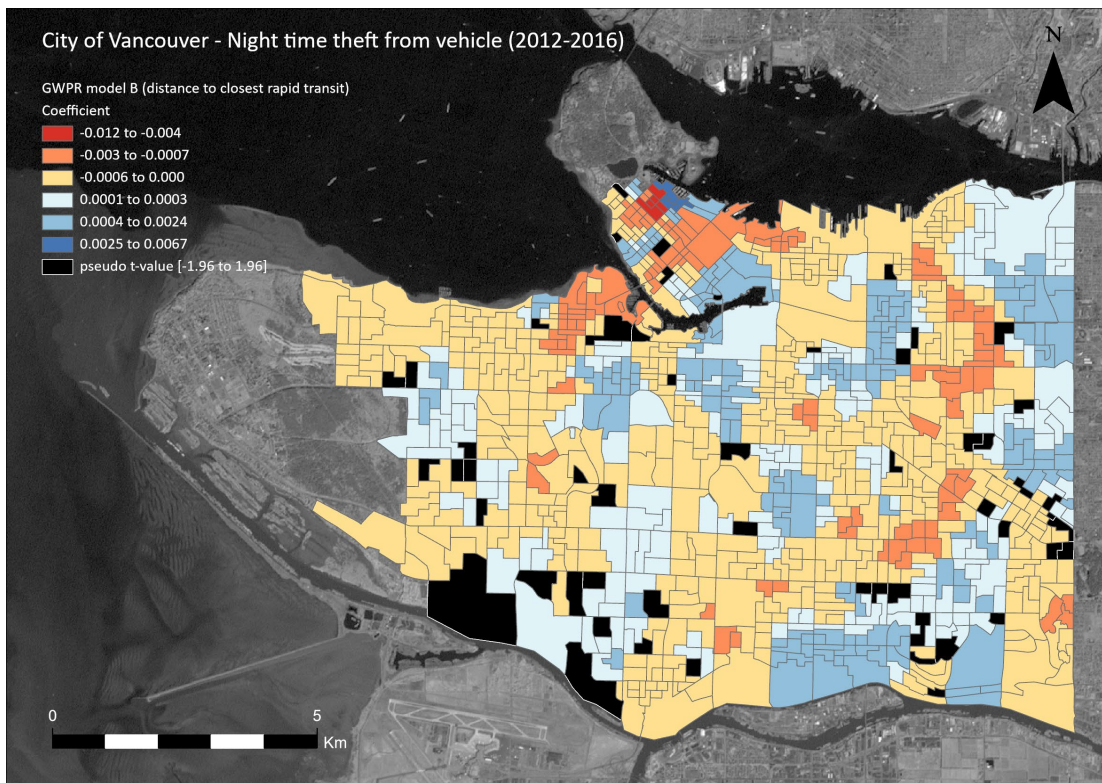 City of Vancouver - Night time theft from vehicle (2012-2016)
N
GWPR model B (distance to closest rapid transit)
Coefficient
-0.012 to -0.004
-0.003 to -0.0007
-0.0006 to 0.000
0.0001 to 0.0003
0.0004 to 0.0024
0.0025 to 0.0067
pseudo t-value [-1.96 to 1.96]
0 5
Km